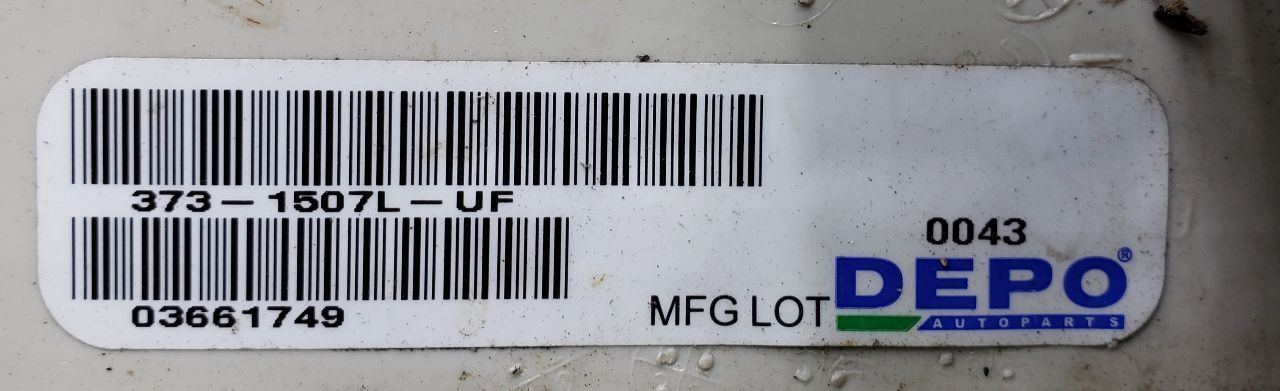 373-1507L-UF
03661749
0043
MFG LOT
DEPO®
AUTOPARTS